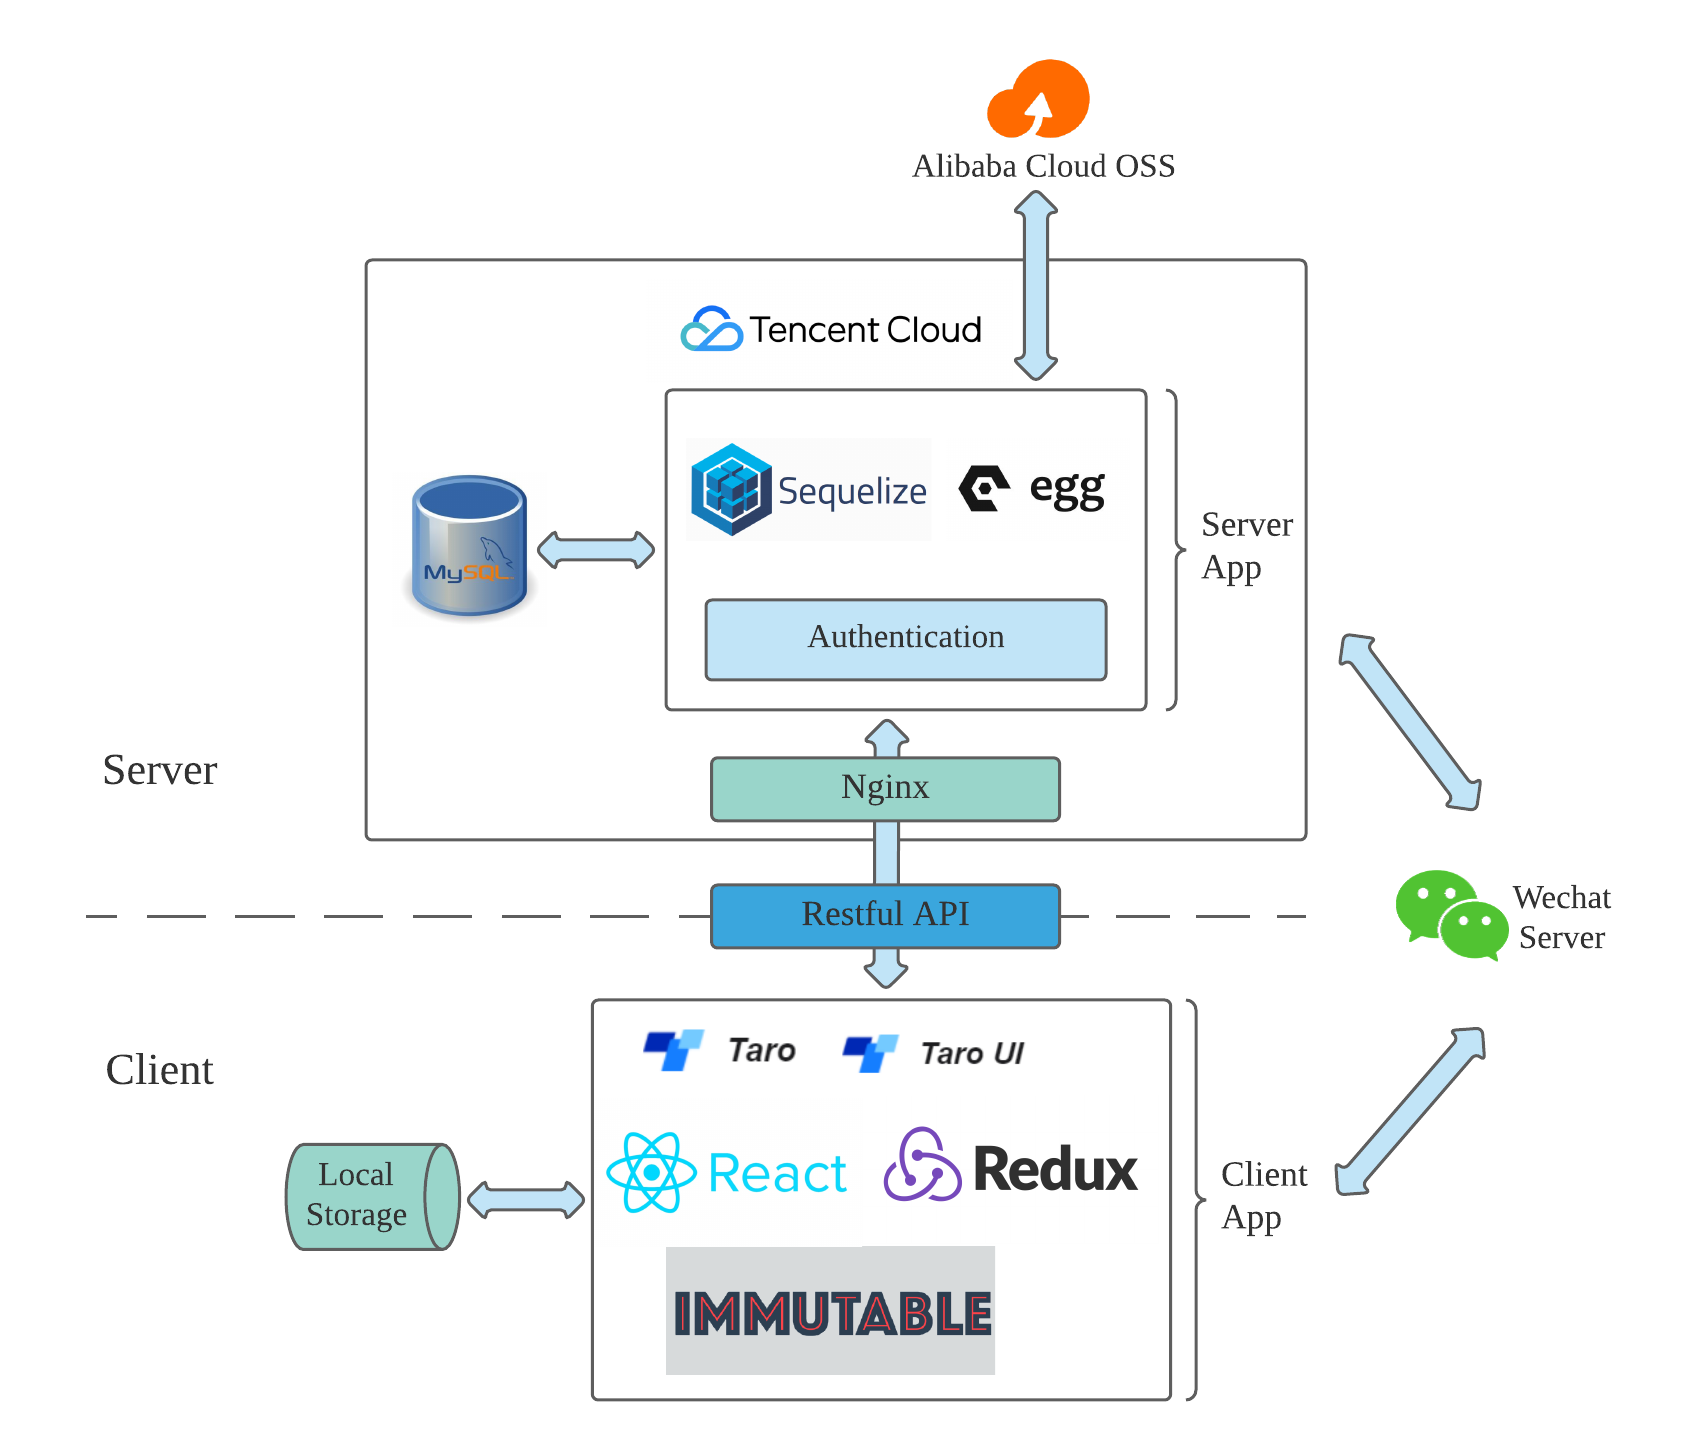 Alibaba Cloud OSS
Tencent Cloud
Sequelize
egg
MySQL
Server
App
Authentication
Nginx
Server
Restful API
Wechat
Server
Taro
Taro UI
Client
React
Redux
Local
Storage
Client
App
IMMUTABLE